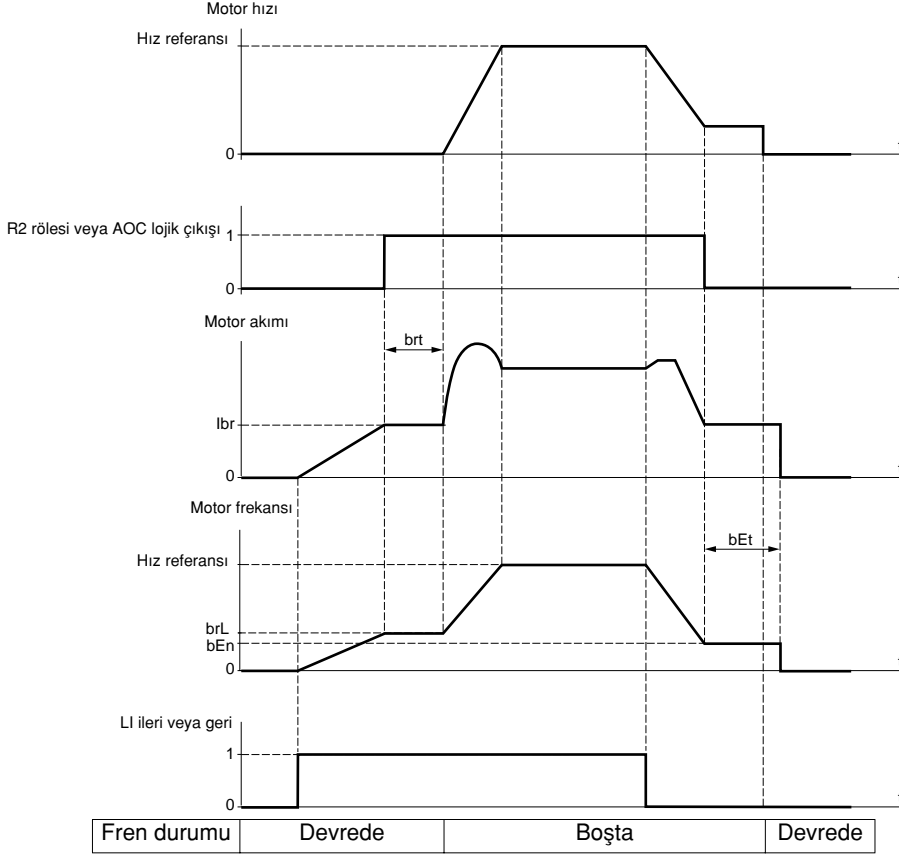 Motor hızı
Hız referansı
0
R2 rölesi veya AOC lojik çıkışı
1
0
Motor akımı
brt
Ibr
0
Motor frekansı
bEt
Hız referansı
brL
bEn
0
LI ileri veya geri
1
0
Fren durumu Devrede Boşta Devrede